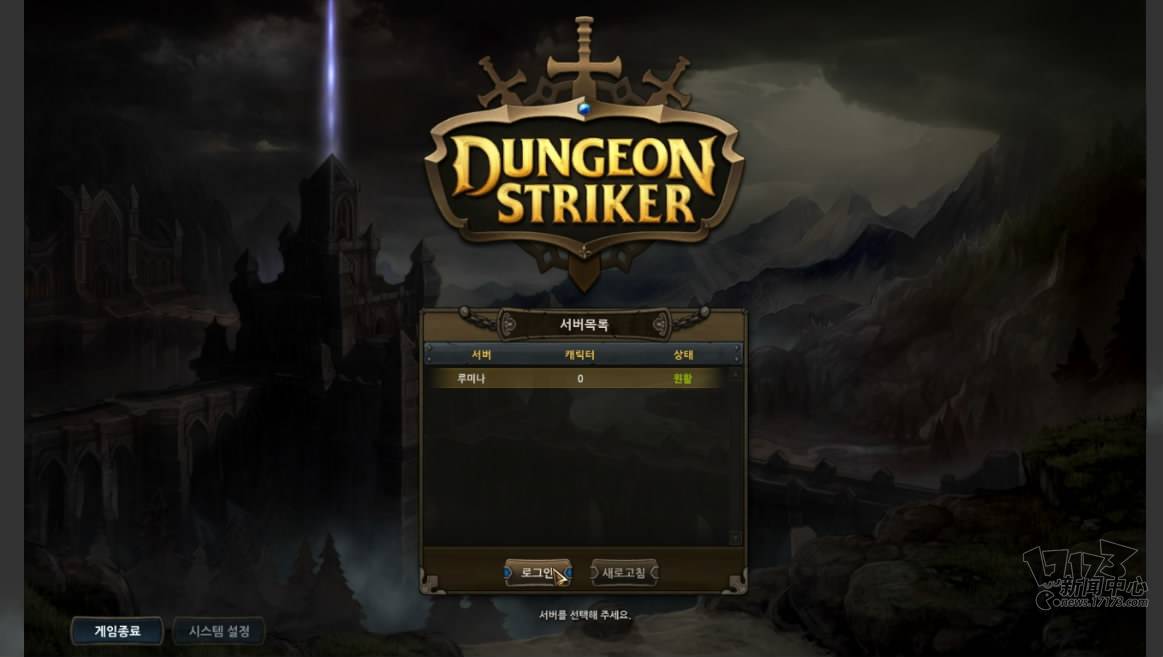 DUNGEON
STRIKER
서버목록
서버 캐릭터 상태
루미나 0 원활
로그인 새로고침
서버를 선택해 주세요.
게임종료 시스템 설정
17173
新闻中心
news.17173.com